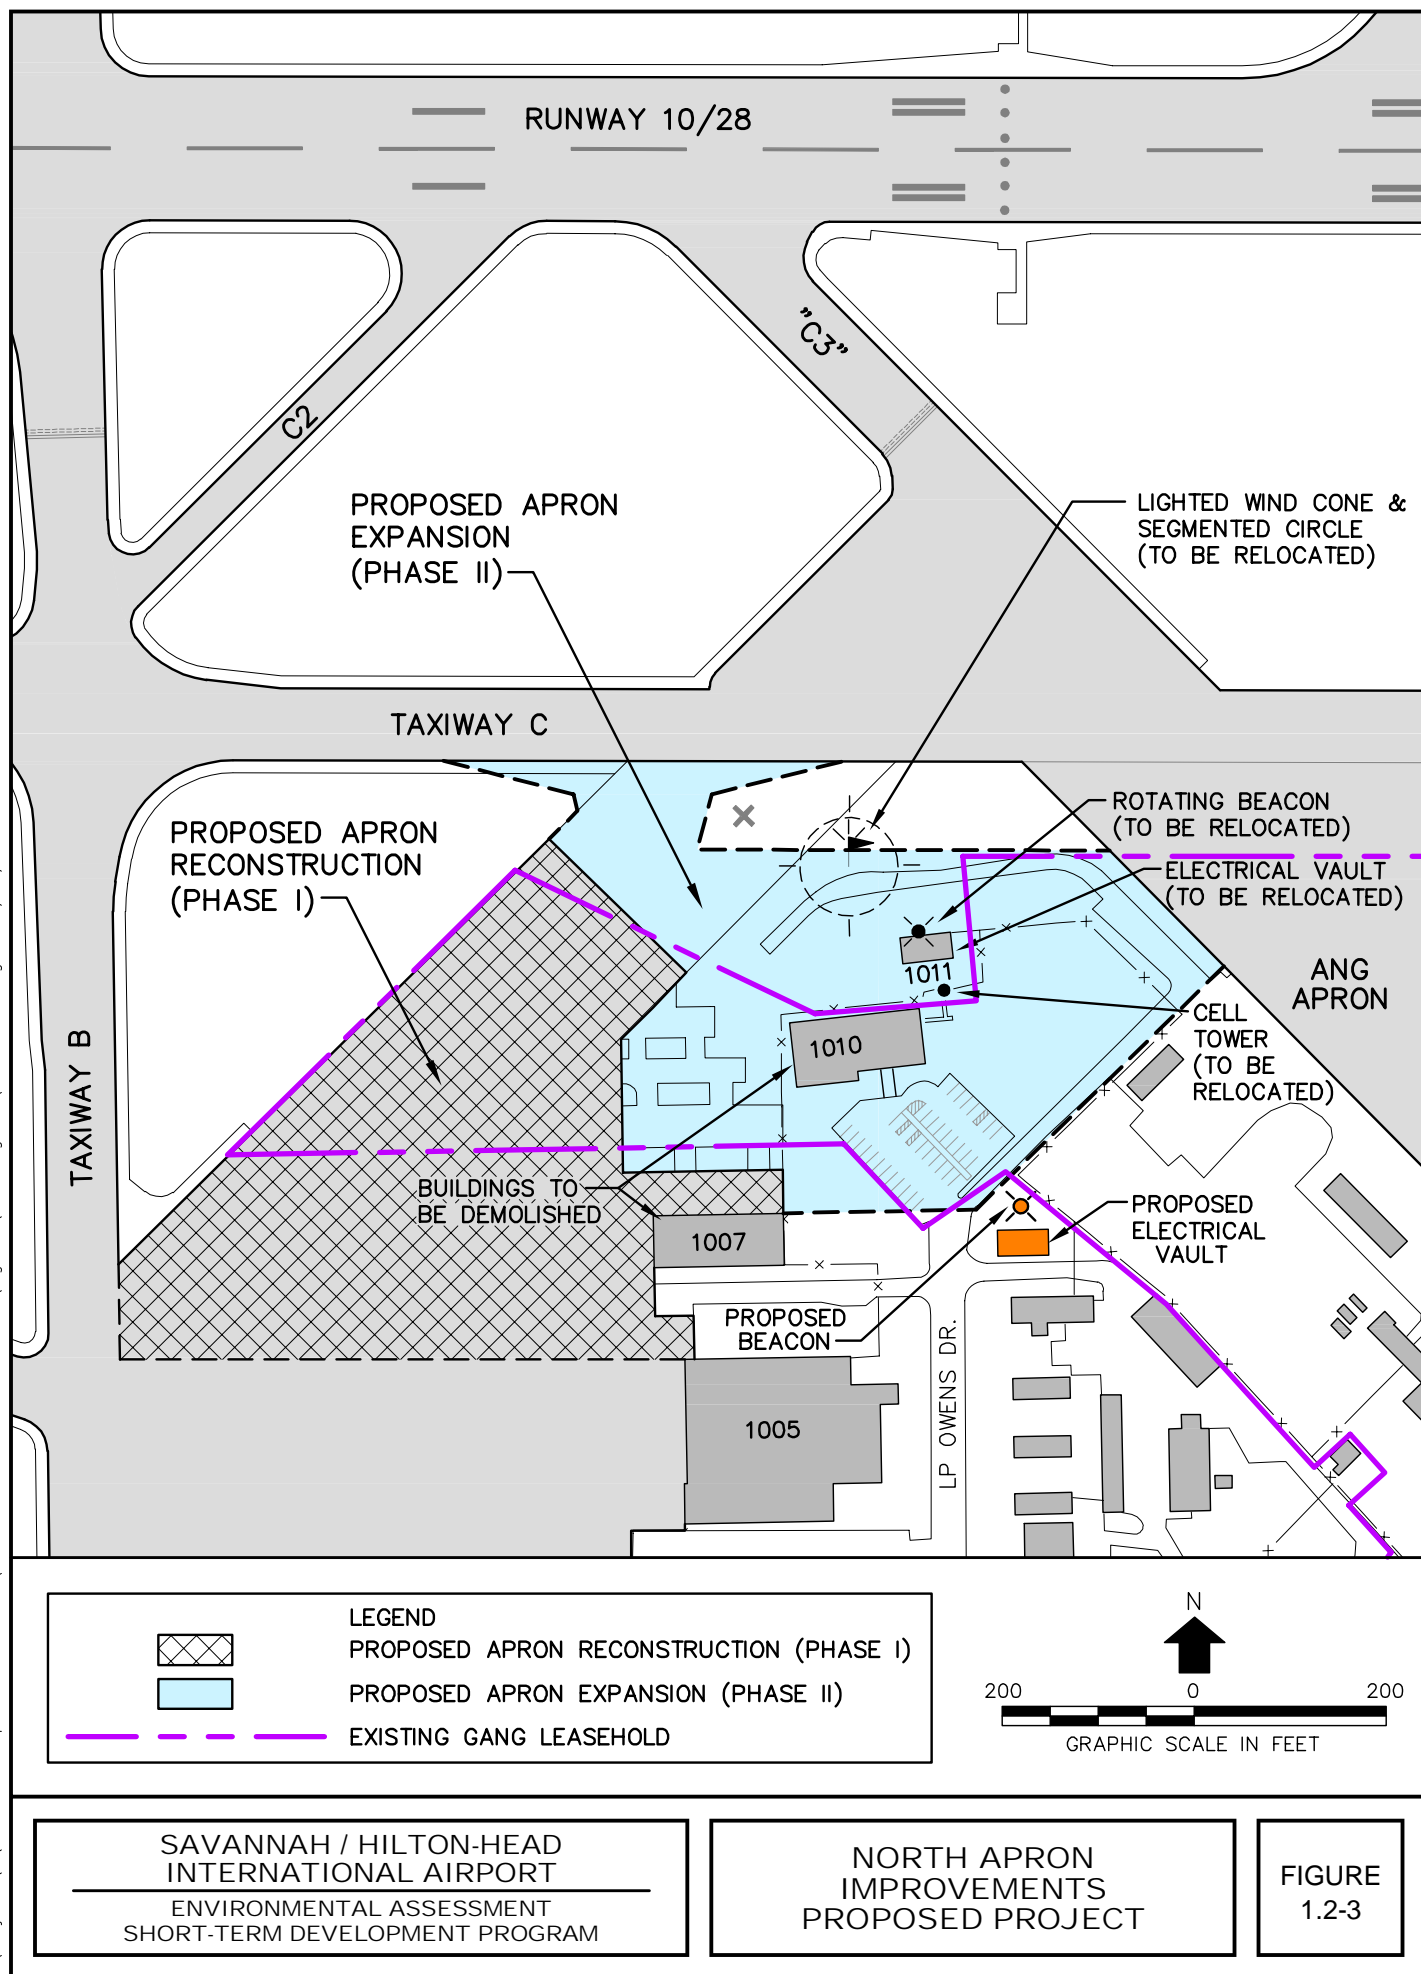 RUNWAY 10/28
"C3"
C2
PROPOSED APRON
EXPANSION
(PHASE II)
LIGHTED WIND CONE &
SEGMENTED CIRCLE
(TO BE RELOCATED)
TAXIWAY C
ROTATING BEACON
(TO BE RELOCATED)
PROPOSED APRON
RECONSTRUCTION
(PHASE I)
ELECTRICAL VAULT
(TO BE RELOCATED)
1011
ANG
APRON
CELL
TOWER
(TO BE
RELOCATED)
1010
TAXIWAY B
BUILDINGS TO
BE DEMOLISHED
PROPOSED
ELECTRICAL
VAULT
1007
PROPOSED
BEACON
LP OWENS DR.
1005
LEGEND
PROPOSED APRON RECONSTRUCTION (PHASE I)
PROPOSED APRON EXPANSION (PHASE II)
EXISTING GANG LEASEHOLD
N
200 0 200
GRAPHIC SCALE IN FEET
SAVANNAH / HILTON-HEAD
INTERNATIONAL AIRPORT
ENVIRONMENTAL ASSESSMENT
SHORT-TERM DEVELOPMENT PROGRAM
NORTH APRON
IMPROVEMENTS
PROPOSED PROJECT
FIGURE
1.2-3